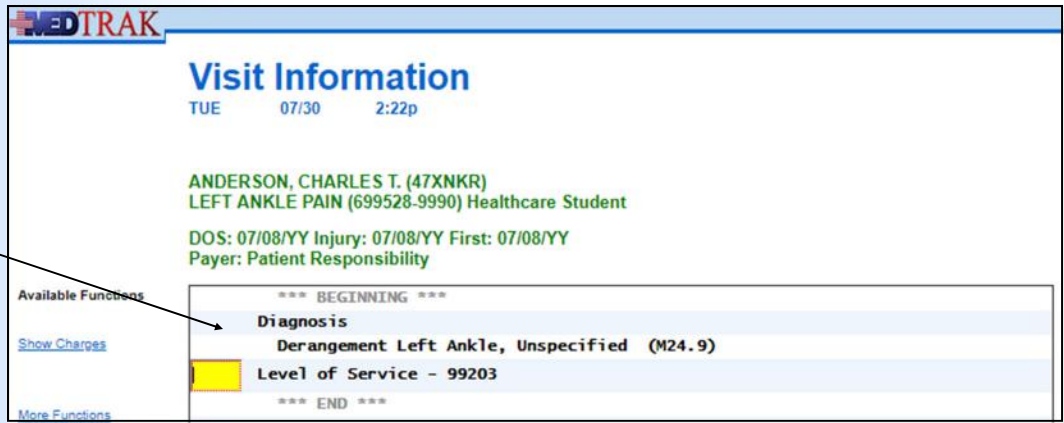 MEDTRAK
Visit Information
TUE 07/30 2:22p
ANDERSON, CHARLES T. (47XNKR)
LEFT ANKLE PAIN (699528-9990) Healthcare Student
DOS: 07/08/YY Injury: 07/08/YY First: 07/08/YY
Payer: Patient Responsibility
Available Functions
Show Charges
More Functions
*** BEGINNING ***
Diagnosis
Derangement Left Ankle, Unspecified (M24.9)
Level of Service - 99203
*** END ***